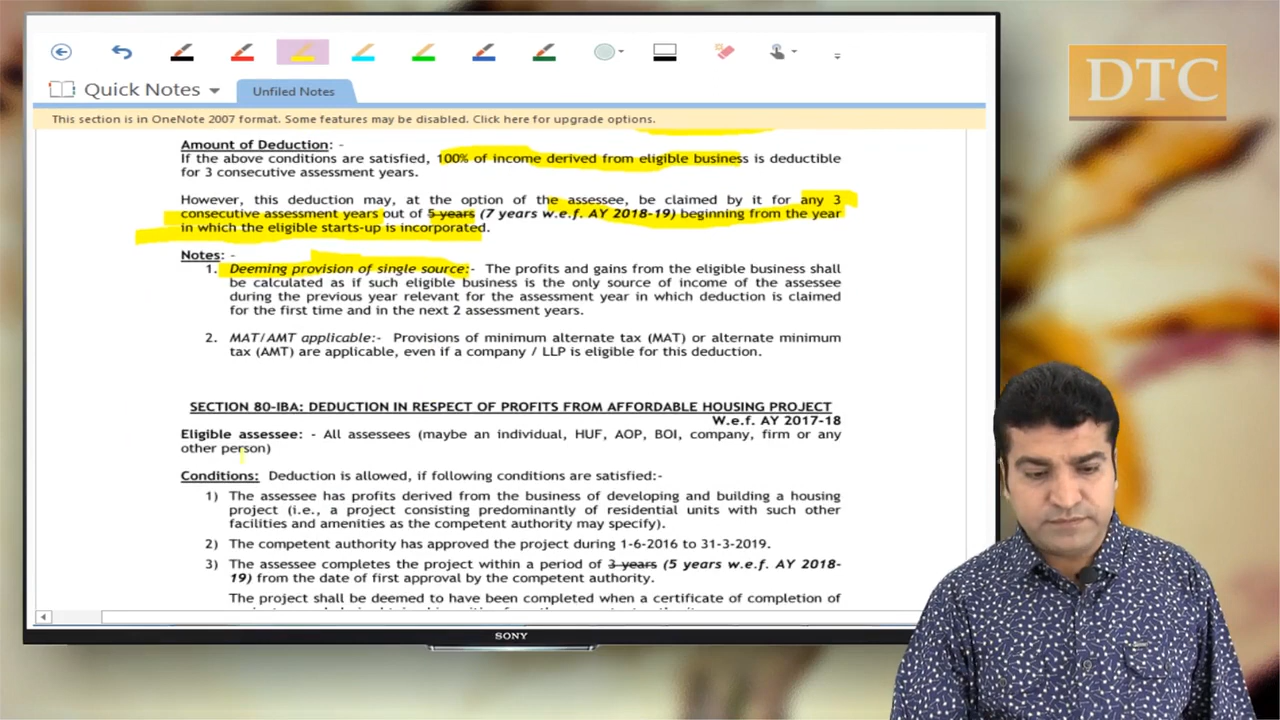 DTC
Quick Notes
Unfiled Notes
This section is in OneNote 2007 format. Some features may be disabled. Click here for upgrade options.
Amount of Deduction: -
If the above conditions are satisfied, 100% of income derived from eligible business is deductible
for 3 consecutive assessment years.
However, this deduction may, at the option of the assessee, be claimed by it for any 3
consecutive assessment years out of 5 years (7 years w.e.f. AY 2018-19) beginning from the year
in which the eligible starts-up is incorporated.
Notes: -
1. Deeming provision of single source:- The profits and gains from the eligible business shall
be calculated as if such eligible business is the only source of income of the assessee
during the previous year relevant for the assessment year in which deduction is claimed
for the first time and in the next 2 assessment years.
2. MAT/AMT applicable:- Provisions of minimum alternate tax (MAT) or alternate minimum
tax (AMT) are applicable, even if a company / LLP is eligible for this deduction.
SECTION 80-IBA: DEDUCTION IN RESPECT OF PROFITS FROM AFFORDABLE HOUSING PROJECT
W.e.f. AY 2017-18
Eligible assessee: - All assessees (maybe an individual, HUF, AOP, BOI, company, firm or any
other person)
Conditions: Deduction is allowed, if following conditions are satisfied:-
1) The assessee has profits derived from the business of developing and building a housing
project (i.e., a project consisting predominantly of residential units with such other
facilities and amenities as the competent authority may specify).
2) The competent authority has approved the project during 1-6-2016 to 31-3-2019.
3) The assessee completes the project within a period of 3 years (5 years w.e.f. AY 2018-
19) from the date of first approval by the competent authority.
The project shall be deemed to have been completed when a certificate of completion of
SONY